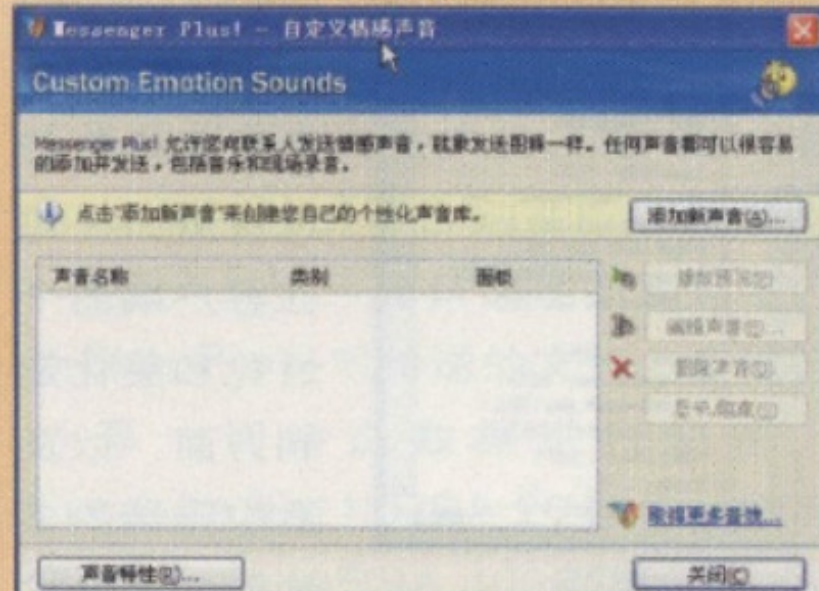 Messenger Plus! - 自定义情感声音
Custom Emotion Sounds
Messenger Plus! 允许您向联系人发送情感声音，就象发送图释一样。任何声音都可以很容易
的添加并发送，包括音乐和现场录音。
点击"添加新声音"来创建您自己的个性化声音库。
添加新声音(A)...
声音名称 类别 面板
编辑声音(E)...
删除声音(D)
取得更多音效...
声音特性(R)...
关闭(C)